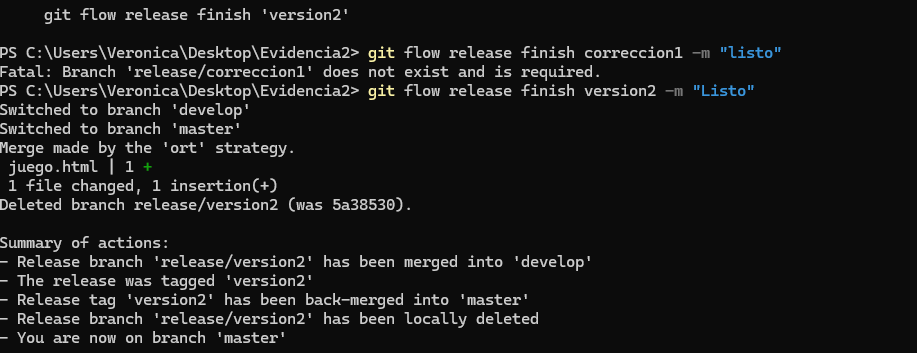 git flow release finish 'version2'
PS C:\Users\Veronica\Desktop\Evidencia2> git flow release finish correccion1 -m "listo"
Fatal: Branch 'release/correccion1' does not exist and is required.
PS C:\Users\Veronica\Desktop\Evidencia2> git flow release finish version2 -m "Listo"
Switched to branch 'develop'
Switched to branch 'master'
Merge made by the 'ort' strategy.
juego.html | 1 +
1 file changed, 1 insertion(+)
Deleted branch release/version2 (was 5a38530).
Summary of actions:
- Release branch 'release/version2' has been merged into 'develop'
- The release was tagged 'version2'
- Release tag 'version2' has been back-merged into 'master'
- Release branch 'release/version2' has been locally deleted
- You are now on branch 'master'